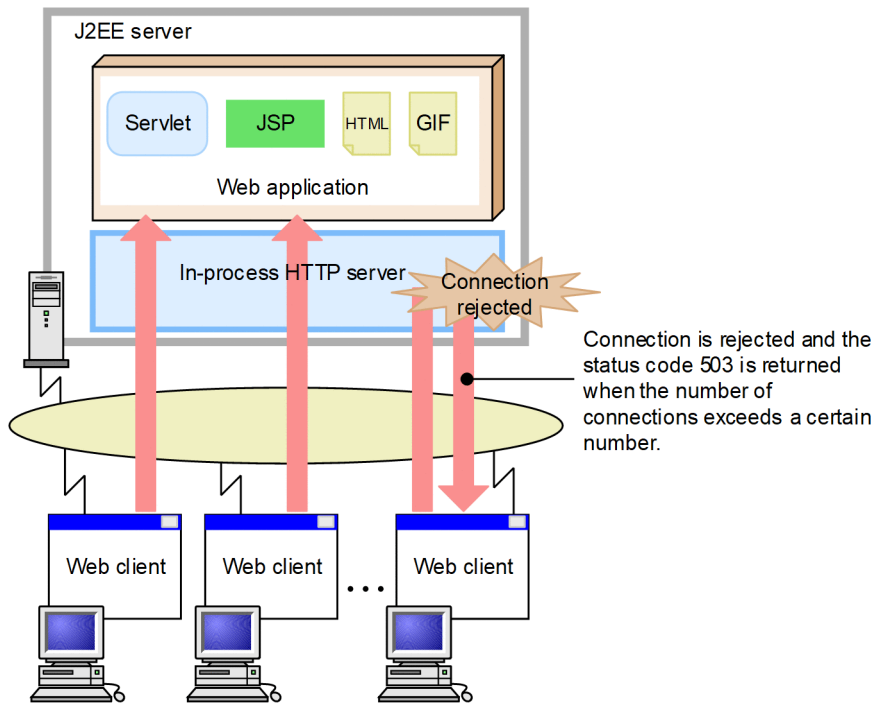 J2EE server
Servlet
JSP
HTML
GIF
Web application
In-process HTTP server
Connection
rejected
Connection is rejected and the
status code 503 is returned
when the number of
connections exceeds a certain
number.
Web client
Web client
...
Web client